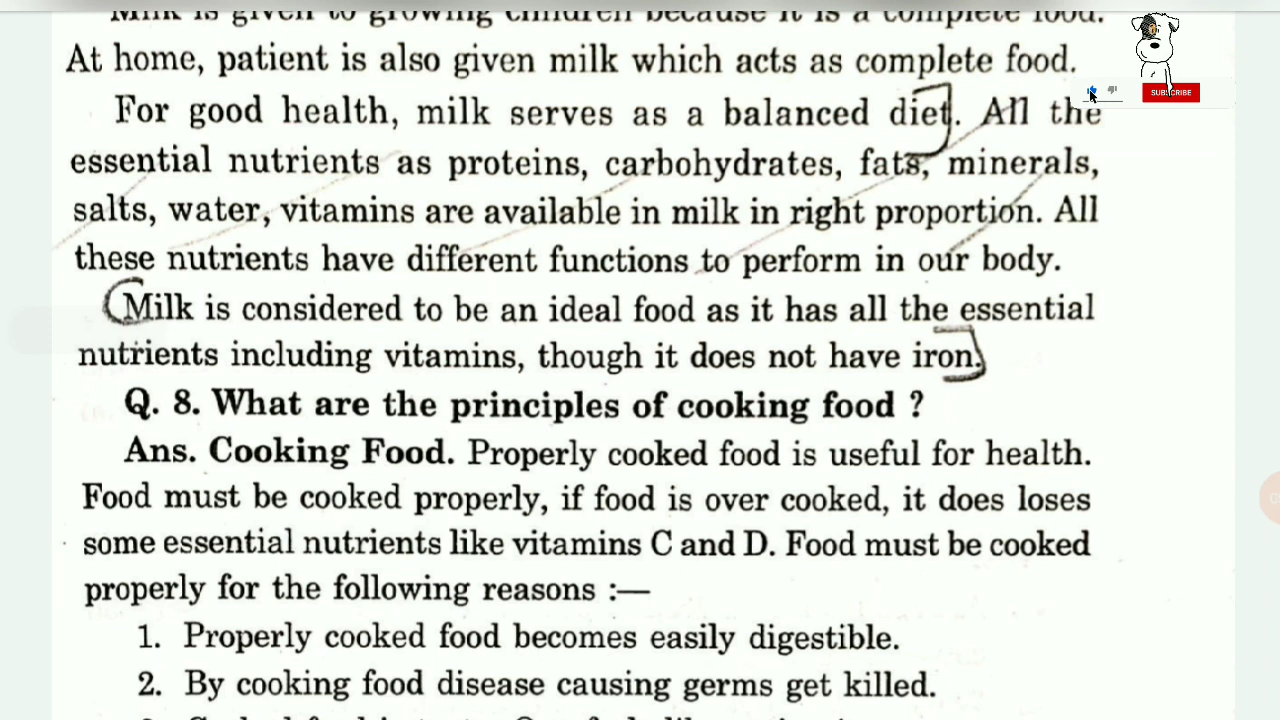 Milk is given to growing children because it is a complete food.
At home, patient is also given milk which acts as complete food.
For good health, milk serves as a balanced diet. All the
essential nutrients as proteins, carbohydrates, fats, minerals,
salts, water, vitamins are available in milk in right proportion. All
these nutrients have different functions to perform in our body.
Milk is considered to be an ideal food as it has all the essential
nutrients including vitamins, though it does not have iron.
Q. 8. What are the principles of cooking food ?
Ans. Cooking Food. Properly cooked food is useful for health.
Food must be cooked properly, if food is over cooked, it does loses
some essential nutrients like vitamins C and D. Food must be cooked
properly for the following reasons :—
1. Properly cooked food becomes easily digestible.
2. By cooking food disease causing germs get killed.
SUBSCRIBE